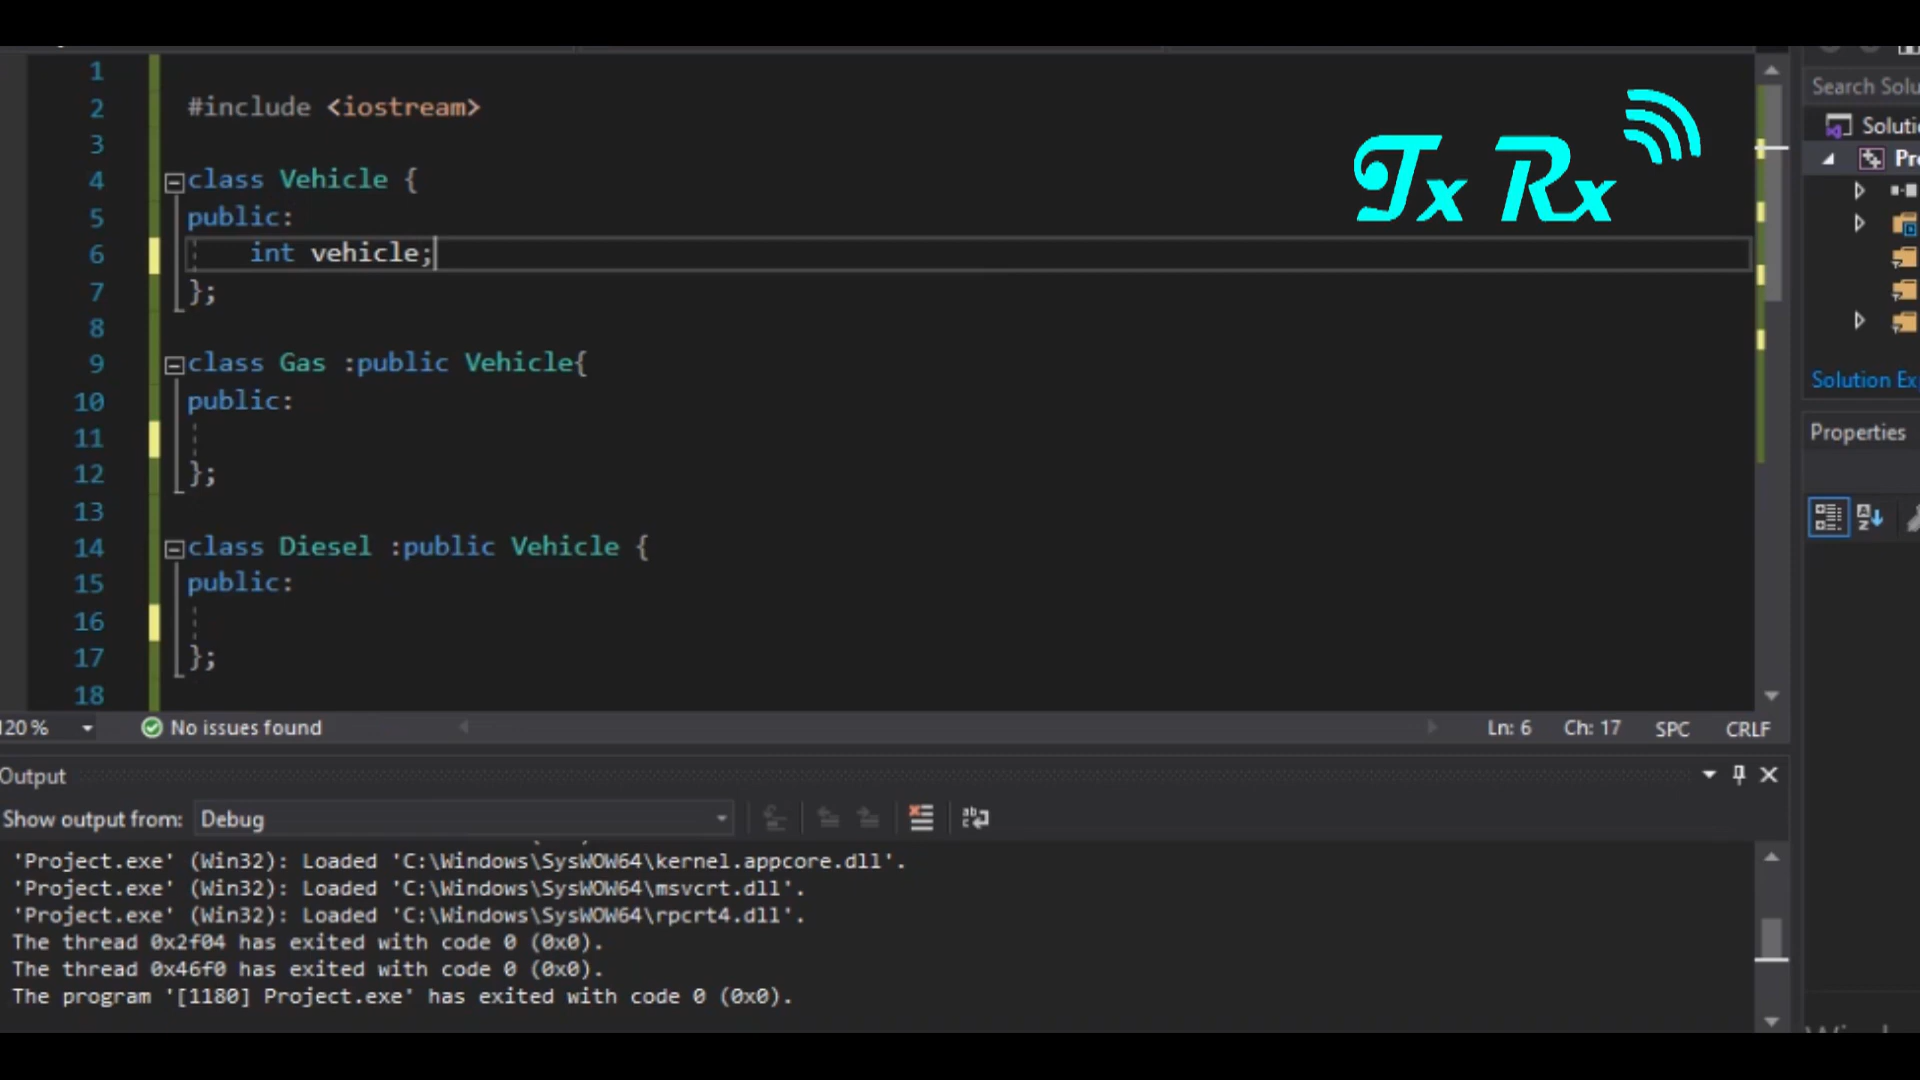 1
2 #include <iostream>
3
4 class Vehicle {
5 public:
6 int vehicle;
7 };
8
9 class Gas :public Vehicle{
10 public:
11
12 };
13
14 class Diesel :public Vehicle {
15 public:
16
17 };
18
Tx Rx
Search Solu
Soluti
Pr
Solution Ex
Properties
120 % No issues found Ln: 6 Ch: 17 SPC CRLF
Output
Show output from: Debug
'Project.exe' (Win32): Loaded 'C:\Windows\SysWOW64\kernel.appcore.dll'.
'Project.exe' (Win32): Loaded 'C:\Windows\SysWOW64\msvcrt.dll'.
'Project.exe' (Win32): Loaded 'C:\Windows\SysWOW64\rpcrt4.dll'.
The thread 0x2f04 has exited with code 0 (0x0).
The thread 0x46f0 has exited with code 0 (0x0).
The program '[1180] Project.exe' has exited with code 0 (0x0).